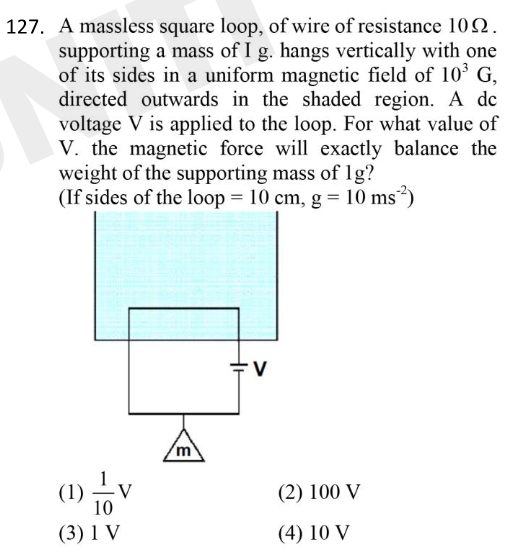 127. A massless square loop, of wire of resistance 10Ω.
supporting a mass of I g. hangs vertically with one
of its sides in a uniform magnetic field of 10³ G,
directed outwards in the shaded region. A dc
voltage V is applied to the loop. For what value of
V. the magnetic force will exactly balance the
weight of the supporting mass of 1g?
(If sides of the loop = 10 cm, g = 10 ms⁻²)
V
m
(1) 1/10 V
(2) 100 V
(3) 1 V
(4) 10 V